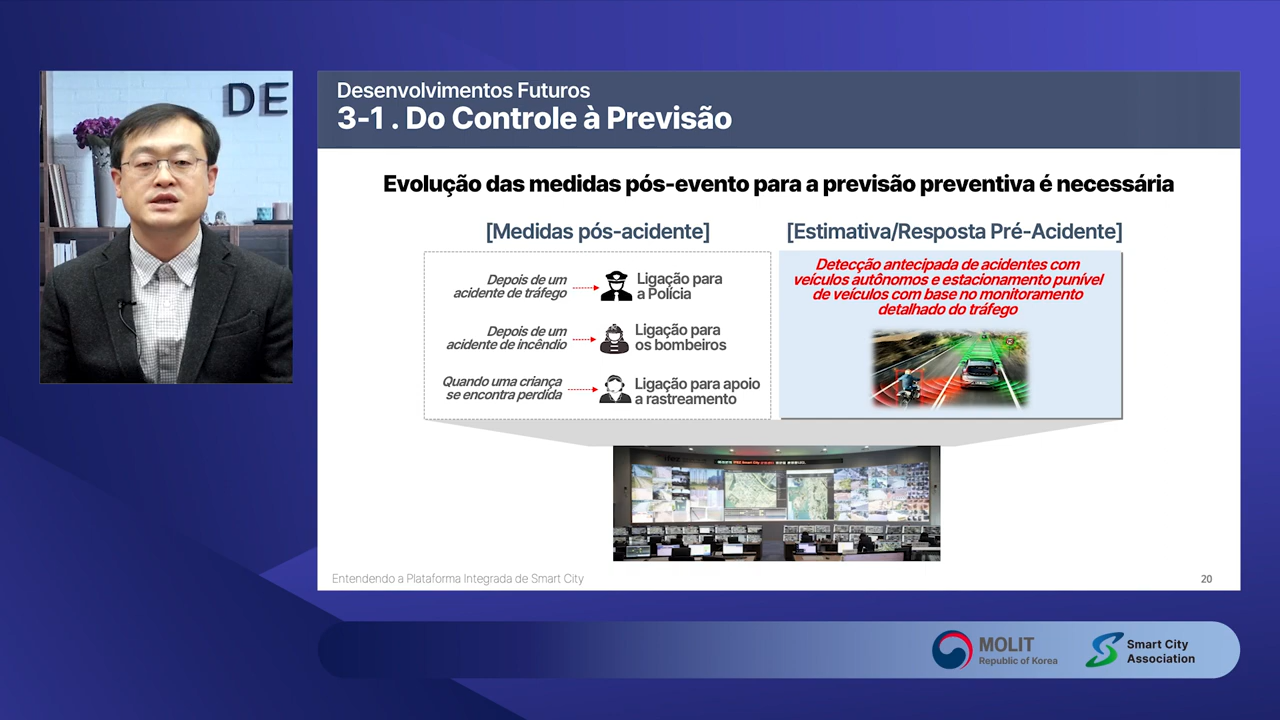 DE
Desenvolvimentos Futuros
3-1 . Do Controle à Previsão
Evolução das medidas pós-evento para a previsão preventiva é necessária
[Medidas pós-acidente]
Depois de um
acidente de tráfego
Ligação para
a Polícia
Depois de um
acidente de incêndio
Ligação para
os bombeiros
Quando uma criança
se encontra perdida
Ligação para apoio
a rastreamento
[Estimativa/Resposta Pré-Acidente]
Detecção antecipada de acidentes com
veículos autônomos e estacionamento punível
de veículos com base no monitoramento
detalhado do tráfego
Entendendo a Plataforma Integrada de Smart City
20
MOLIT
Republic of Korea
Smart City
Association